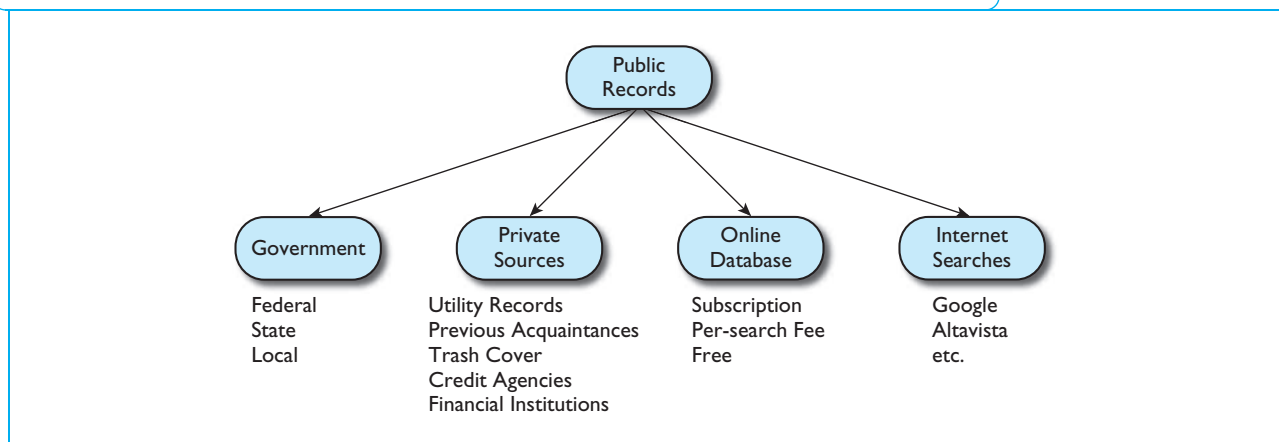 Public
Records
Government
Private
Sources
Online
Database
Internet
Searches
Federal
State
Local
Utility Records
Previous Acquaintances
Trash Cover
Credit Agencies
Financial Institutions
Subscription
Per-search Fee
Free
Google
Altavista
etc.